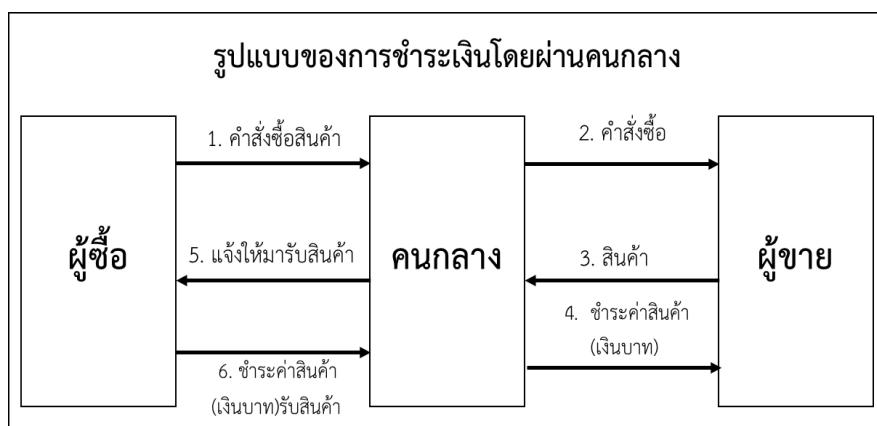 รูปแบบของการชำระเงินโดยผ่านคนกลาง
1. คำสั่งซื้อสินค้า
2. คำสั่งซื้อ
ผู้ซื้อ
5. แจ้งให้มารับสินค้า
คนกลาง
3. สินค้า
ผู้ขาย
4. ชำระค่าสินค้า
(เงินบาท)
6. ชำระค่าสินค้า
(เงินบาท)รับสินค้า